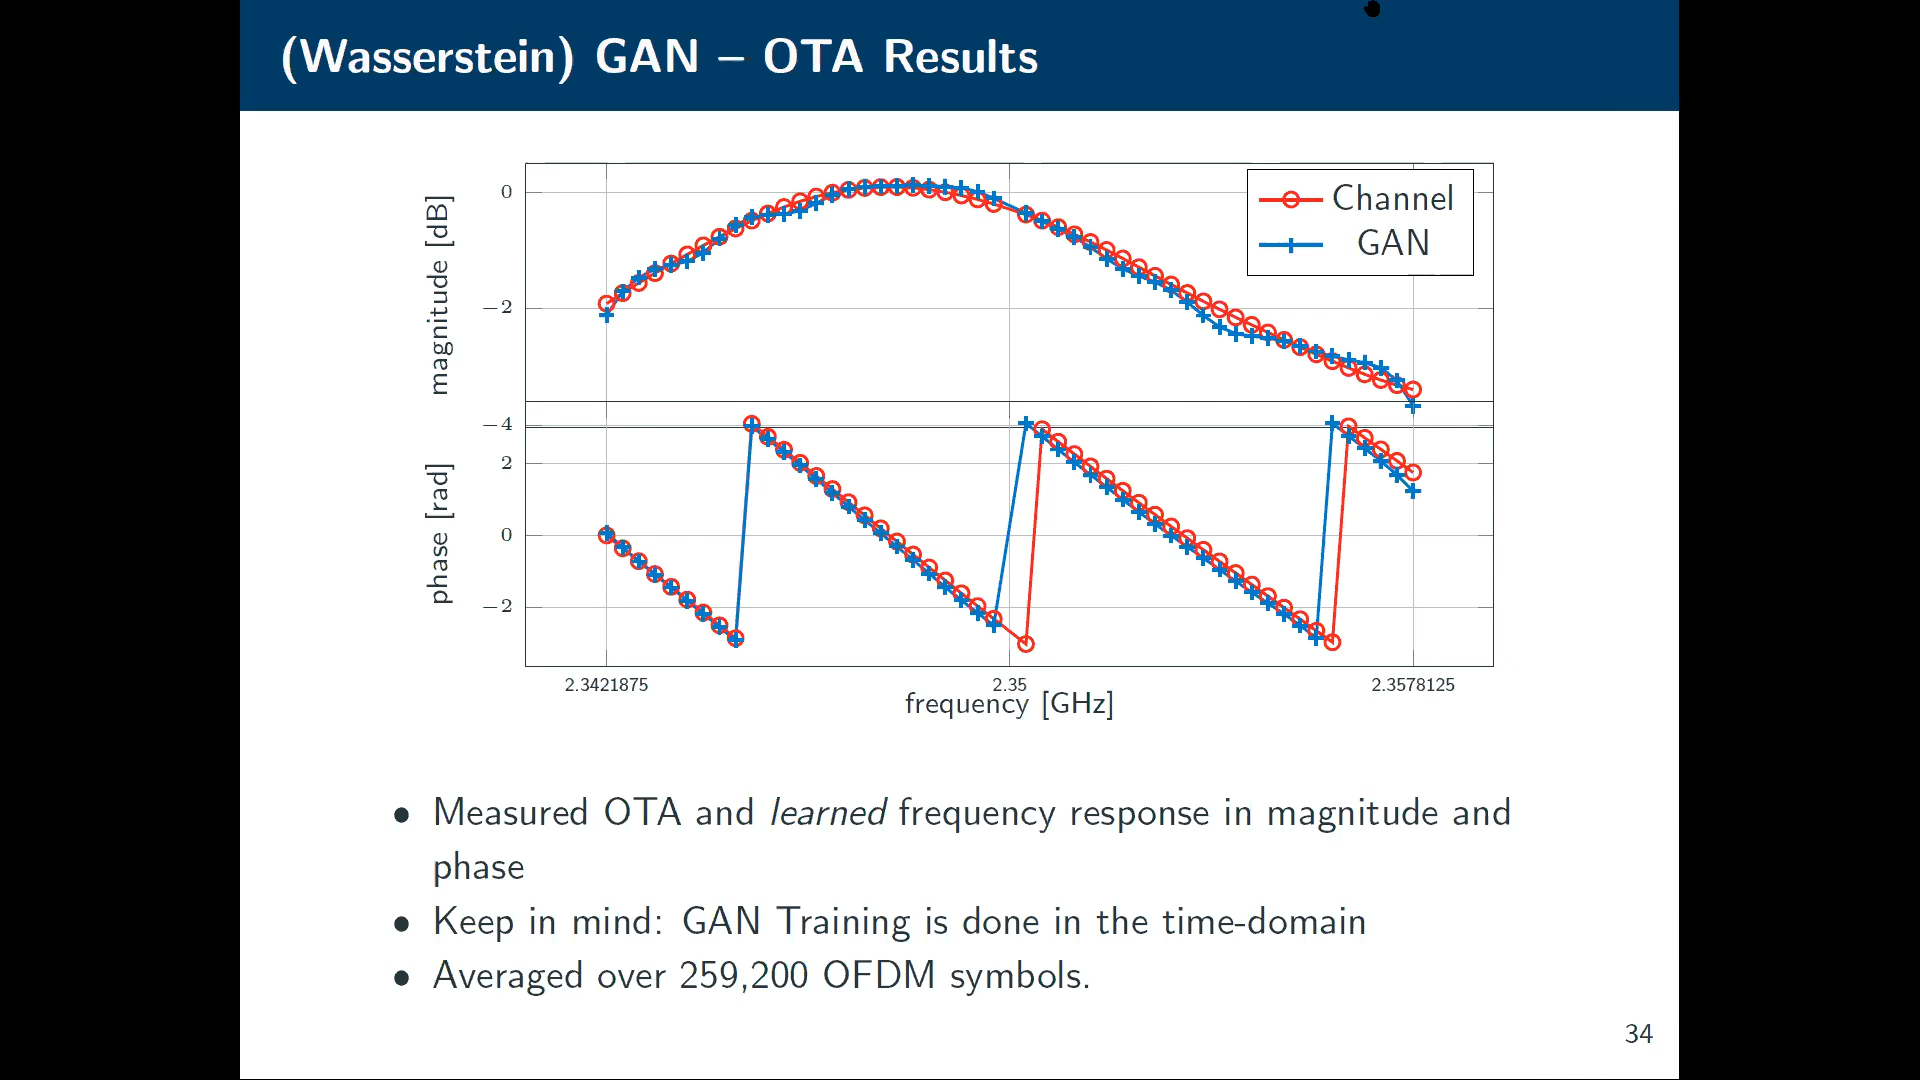 (Wasserstein) GAN – OTA Results
magnitude [dB]
0
−2
−4
Channel
GAN
phase [rad]
2
0
−2
2.3421875
2.35
2.3578125
frequency [GHz]
• Measured OTA and learned frequency response in magnitude and
phase
• Keep in mind: GAN Training is done in the time-domain
• Averaged over 259,200 OFDM symbols.
34